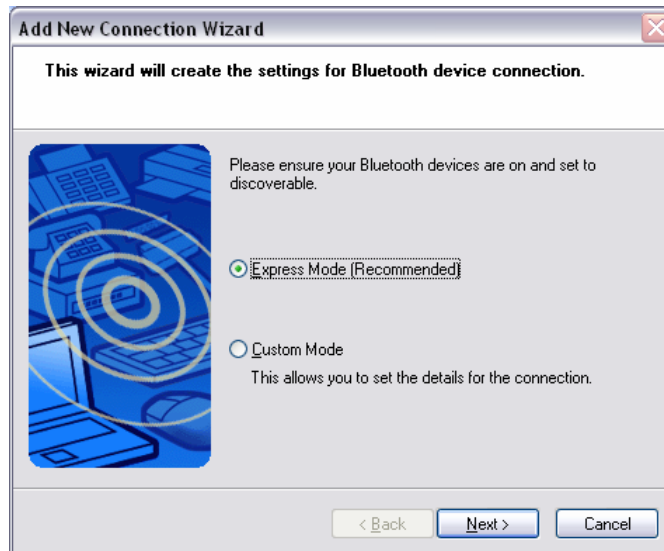 Add New Connection Wizard
This wizard will create the settings for Bluetooth device connection.
Please ensure your Bluetooth devices are on and set to
discoverable.
Express Mode (Recommended)
Custom Mode
This allows you to set the details for the connection.
< Back
Next >
Cancel